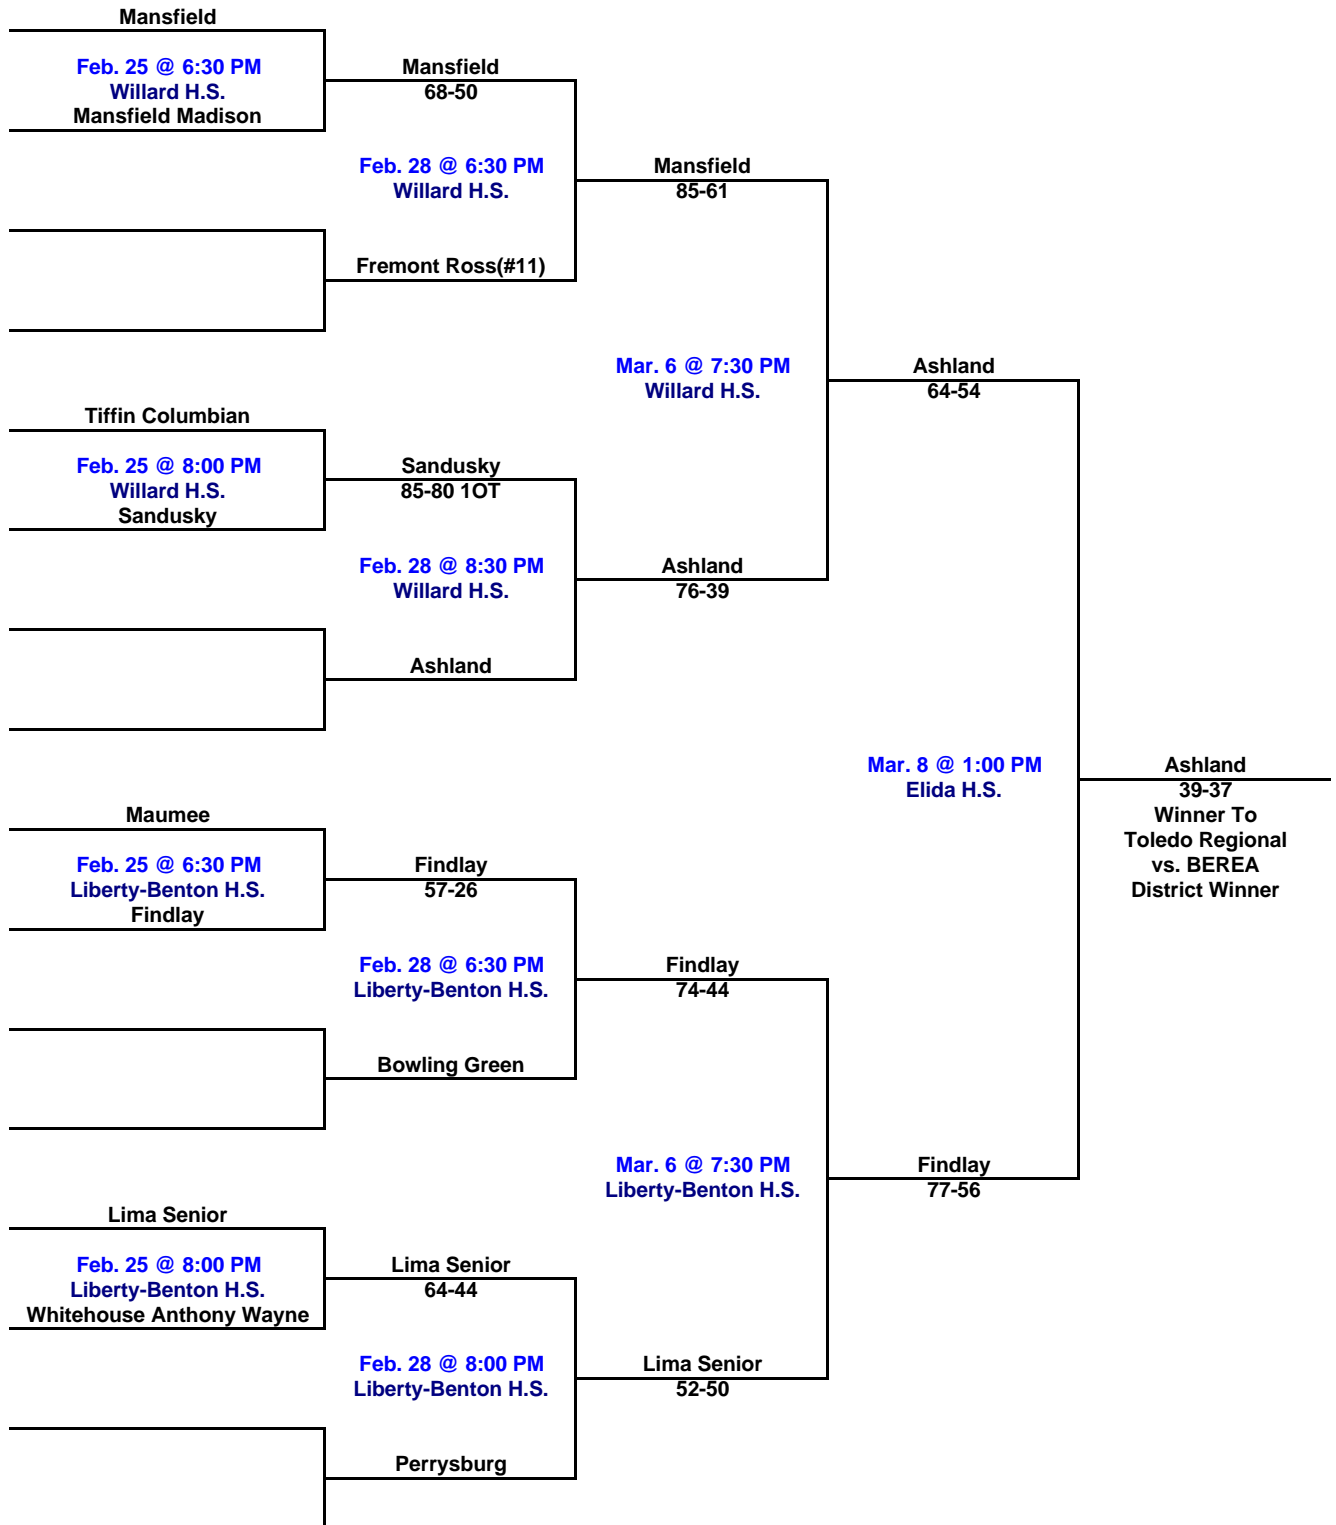 Mansfield
Feb. 25 @ 6:30 PM
Willard H.S.
Mansfield Madison
Mansfield
68-50
Feb. 28 @ 6:30 PM
Willard H.S.
Fremont Ross(#11)
Mansfield
85-61
Mar. 6 @ 7:30 PM
Willard H.S.
Ashland
64-54
Tiffin Columbian
Feb. 25 @ 8:00 PM
Willard H.S.
Sandusky
Sandusky
85-80 1OT
Feb. 28 @ 8:30 PM
Willard H.S.
Ashland
Ashland
76-39
Mar. 8 @ 1:00 PM
Elida H.S.
Ashland
39-37
Winner To
Toledo Regional
vs. BEREA
District Winner
Maumee
Feb. 25 @ 6:30 PM
Liberty-Benton H.S.
Findlay
Findlay
57-26
Feb. 28 @ 6:30 PM
Liberty-Benton H.S.
Bowling Green
Findlay
74-44
Mar. 6 @ 7:30 PM
Liberty-Benton H.S.
Findlay
77-56
Lima Senior
Feb. 25 @ 8:00 PM
Liberty-Benton H.S.
Whitehouse Anthony Wayne
Lima Senior
64-44
Feb. 28 @ 8:00 PM
Liberty-Benton H.S.
Perrysburg
Lima Senior
52-50